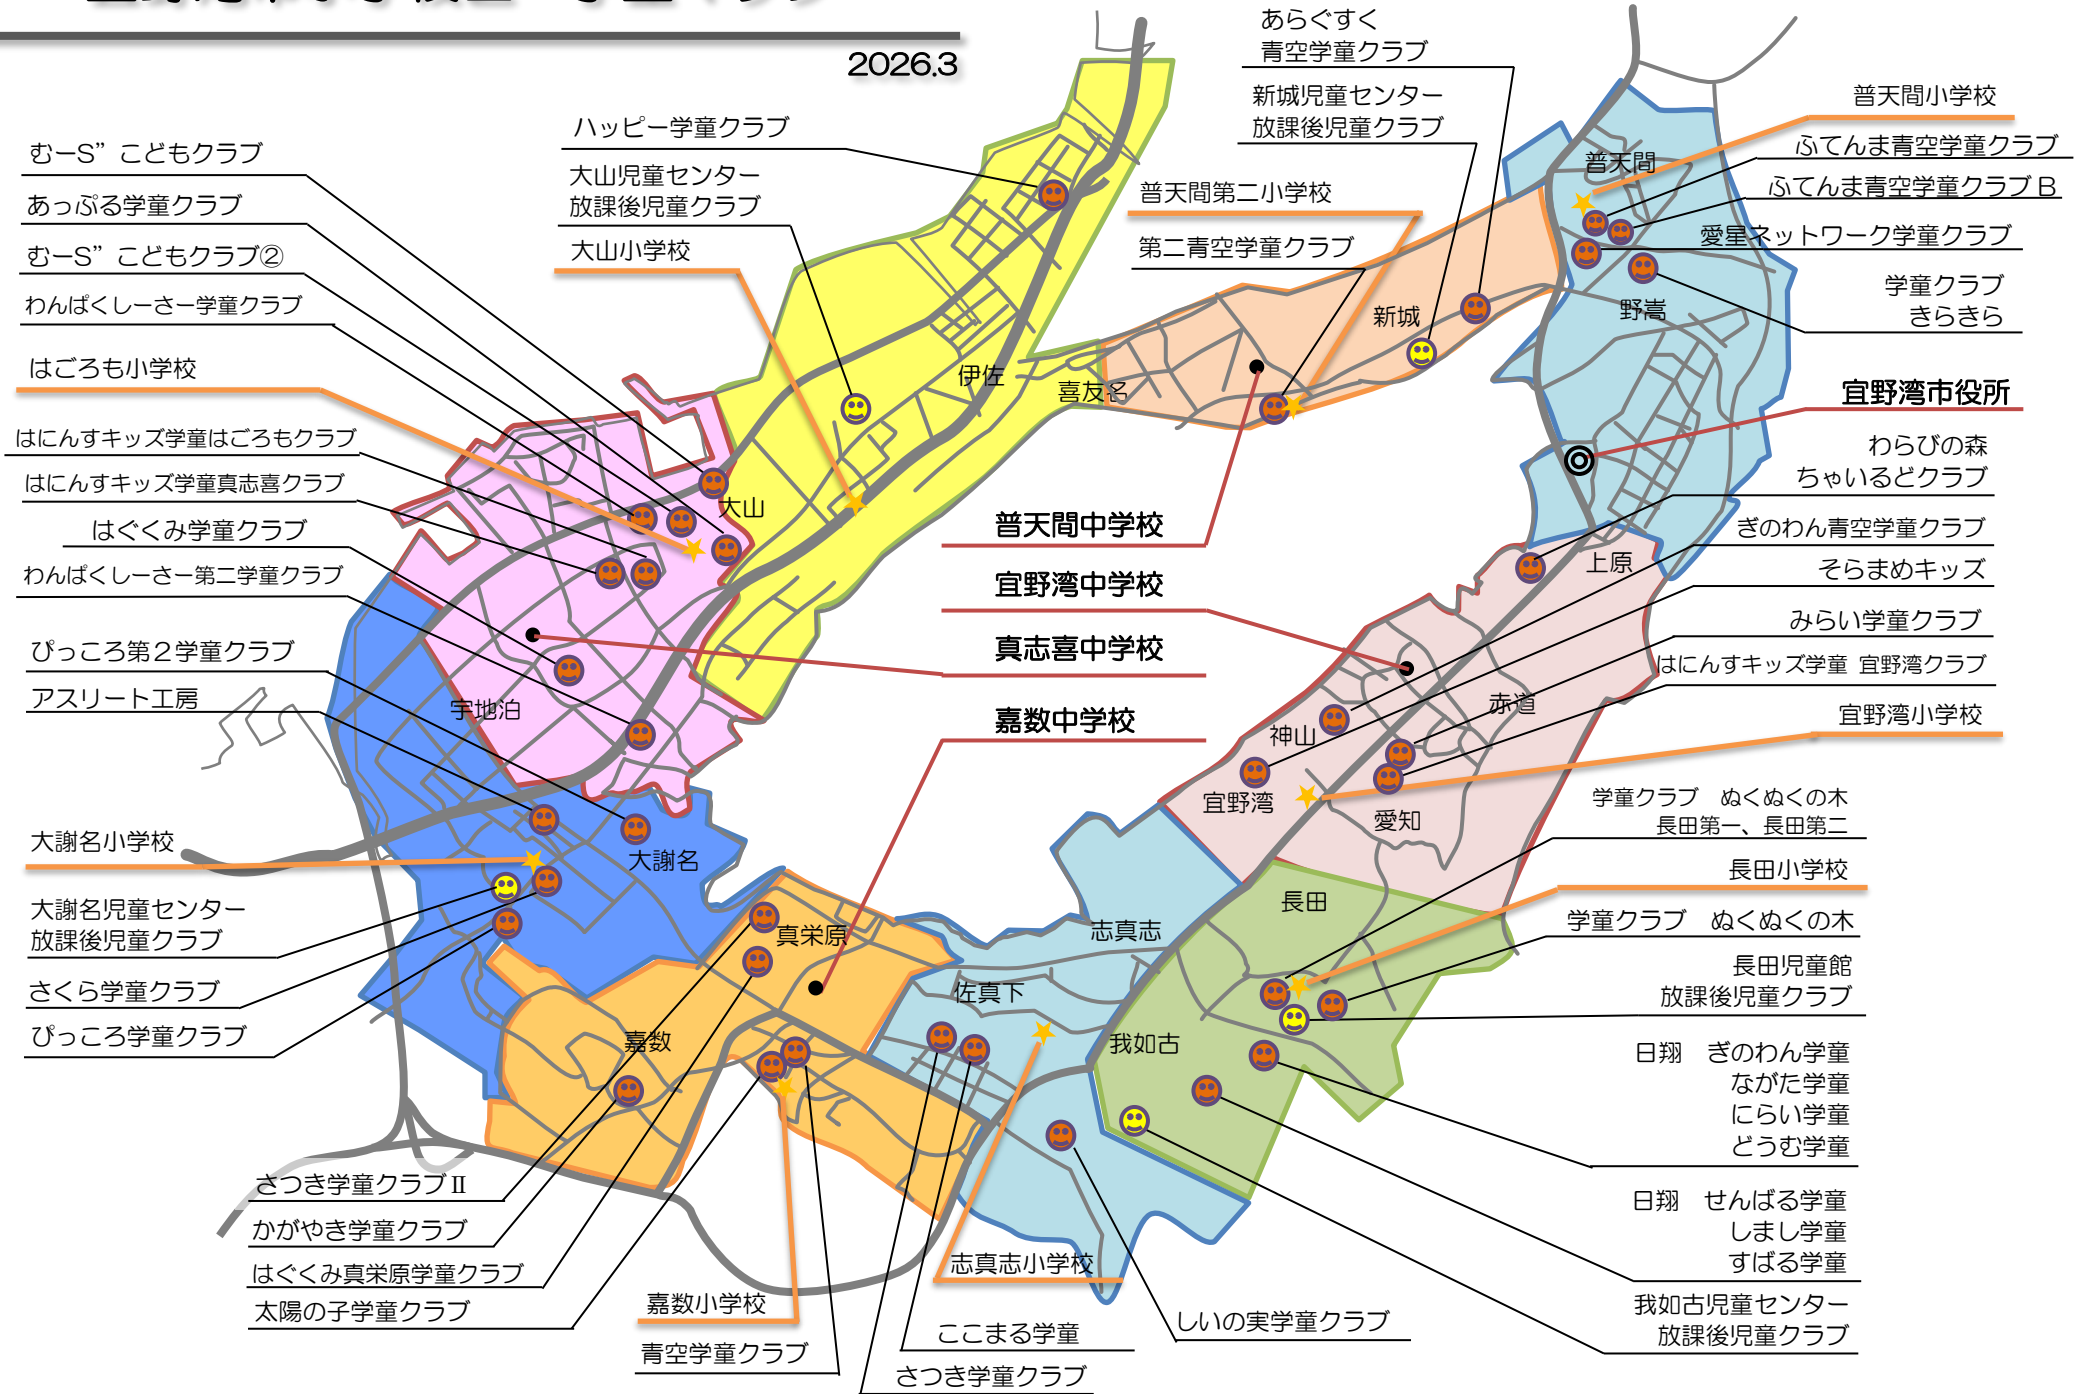 2026.3
むーS”こどもクラブ
あっぷる学童クラブ
むーS”こどもクラブ②
わんぱくしーさー学童クラブ
はごろも小学校
はにんすキッズ学童はごろもクラブ
はにんすキッズ学童真志喜クラブ
はぐくみ学童クラブ
わんぱくしーさー第二学童クラブ
ぴっころ第2学童クラブ
アスリート工房
大謝名小学校
大謝名児童センター
放課後児童クラブ
さくら学童クラブ
ぴっころ学童クラブ
さつき学童クラブⅡ
かがやき学童クラブ
はぐくみ真栄原学童クラブ
太陽の子学童クラブ
ハッピー学童クラブ
大山児童センター
放課後児童クラブ
大山小学校
あらぐすく
青空学童クラブ
新城児童センター
放課後児童クラブ
普天間第二小学校
第二青空学童クラブ
普天間小学校
ふてんま青空学童クラブ
ふてんま青空学童クラブB
愛星ネットワーク学童クラブ
学童クラブ
きらきら
宜野湾市役所
わらびの森
ちゃいるどクラブ
ぎのわん青空学童クラブ
そらまめキッズ
みらい学童クラブ
はにんすキッズ学童 宜野湾クラブ
宜野湾小学校
学童クラブ ぬくぬくの木
長田第一、長田第二
長田小学校
学童クラブ ぬくぬくの木
長田児童館
放課後児童クラブ
日翔 ぎのわん学童
ながた学童
にらい学童
どうむ学童
日翔 せんばる学童
しまし学童
すばる学童
我如古児童センター
放課後児童クラブ
普天間中学校
宜野湾中学校
真志喜中学校
嘉数中学校
嘉数小学校
青空学童クラブ
志真志小学校
ここまる学童
さつき学童クラブ
しいの実学童クラブ
普天間
野嵩
新城
喜友名
伊佐
大山
宇地泊
大謝名
真栄原
嘉数
佐真下
志真志
我如古
長田
上原
赤道
神山
宜野湾
愛知